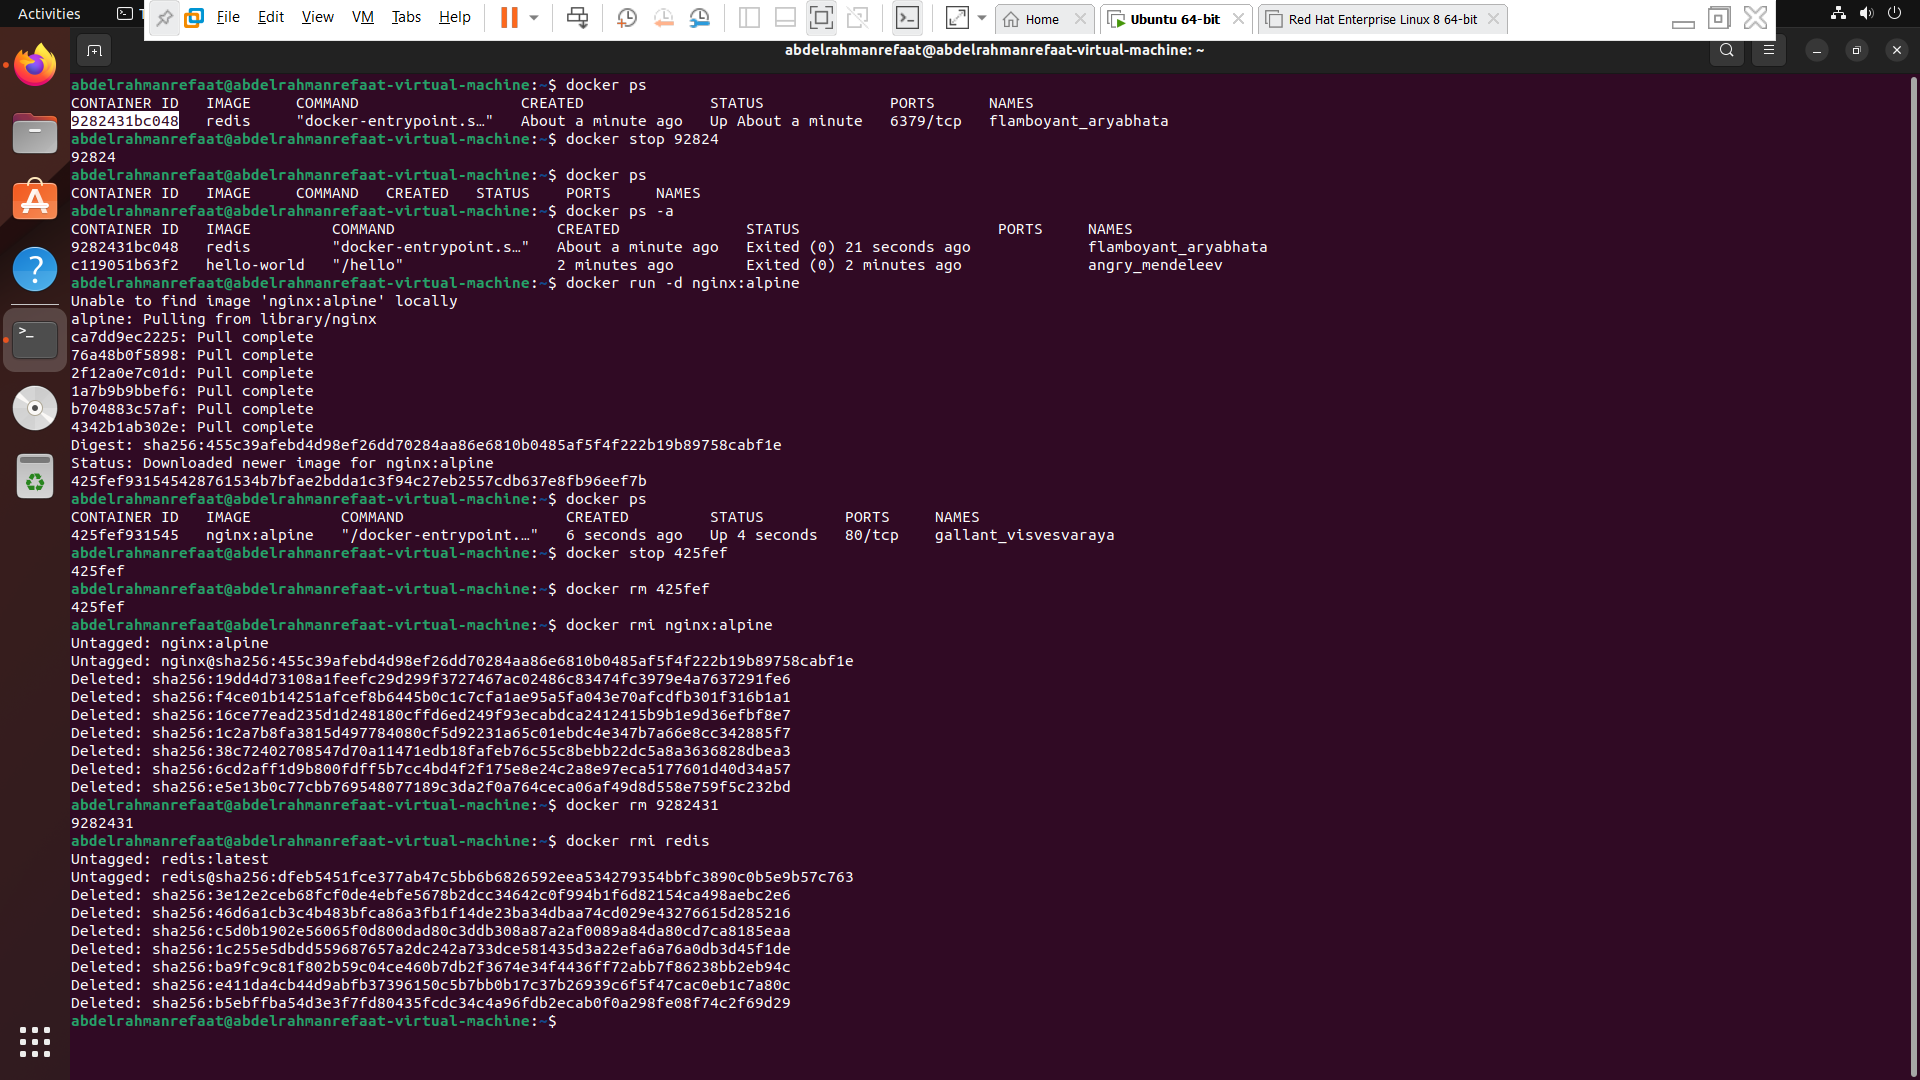 Activities
File Edit View VM Tabs Help
Home
Ubuntu 64-bit
Red Hat Enterprise Linux 8 64-bit
abdelrahmanrefaat@abdelrahmanrefaat-virtual-machine: ~
abdelrahmanrefaat@abdelrahmanrefaat-virtual-machine:~$ docker ps
CONTAINER ID IMAGE COMMAND CREATED STATUS PORTS NAMES
9282431bc048 redis "docker-entrypoint.s…" About a minute ago Up About a minute 6379/tcp flamboyant_aryabhata
abdelrahmanrefaat@abdelrahmanrefaat-virtual-machine:~$ docker stop 92824
92824
abdelrahmanrefaat@abdelrahmanrefaat-virtual-machine:~$ docker ps
CONTAINER ID IMAGE COMMAND CREATED STATUS PORTS NAMES
abdelrahmanrefaat@abdelrahmanrefaat-virtual-machine:~$ docker ps -a
CONTAINER ID IMAGE COMMAND CREATED STATUS PORTS NAMES
9282431bc048 redis "docker-entrypoint.s…" About a minute ago Exited (0) 21 seconds ago flamboyant_aryabhata
c119051b63f2 hello-world "/hello" 2 minutes ago Exited (0) 2 minutes ago angry_mendeleev
abdelrahmanrefaat@abdelrahmanrefaat-virtual-machine:~$ docker run -d nginx:alpine
Unable to find image 'nginx:alpine' locally
alpine: Pulling from library/nginx
ca7dd9ec2225: Pull complete
76a48b0f5898: Pull complete
2f12a0e7c01d: Pull complete
1a7b9b9bbef6: Pull complete
b704883c57af: Pull complete
4342b1ab302e: Pull complete
Digest: sha256:455c39afebd4d98ef26dd70284aa86e6810b0485af5f4f222b19b89758cabf1e
Status: Downloaded newer image for nginx:alpine
425fef931545428761534b7bfae2bdda1c3f94c27eb2557cdb637e8fb96eef7b
abdelrahmanrefaat@abdelrahmanrefaat-virtual-machine:~$ docker ps
CONTAINER ID IMAGE COMMAND CREATED STATUS PORTS NAMES
425fef931545 nginx:alpine "/docker-entrypoint.…" 6 seconds ago Up 4 seconds 80/tcp gallant_visvesvaraya
abdelrahmanrefaat@abdelrahmanrefaat-virtual-machine:~$ docker stop 425fef
425fef
abdelrahmanrefaat@abdelrahmanrefaat-virtual-machine:~$ docker rm 425fef
425fef
abdelrahmanrefaat@abdelrahmanrefaat-virtual-machine:~$ docker rmi nginx:alpine
Untagged: nginx:alpine
Untagged: nginx@sha256:455c39afebd4d98ef26dd70284aa86e6810b0485af5f4f222b19b89758cabf1e
Deleted: sha256:19dd4d73108a1feefc29d299f3727467ac02486c83474fc3979e4a7637291fe6
Deleted: sha256:f4ce01b14251afcef8b6445b0c1c7cfa1ae95a5fa043e70afcdfb301f316b1a1
Deleted: sha256:16ce77ead235d1d248180cffd6ed249f93ecabdca2412415b9b1e9d36efbf8e7
Deleted: sha256:1c2a7b8fa3815d497784080cf5d92231a65c01ebdc4e347b7a66e8cc342885f7
Deleted: sha256:38c72402708547d70a11471edb18fafeb76c55c8bebb22dc5a8a3636828dbea3
Deleted: sha256:6cd2aff1d9b800fdff5b7cc4bd4f2f175e8e24c2a8e97eca5177601d40d34a57
Deleted: sha256:e5e13b0c77cbb769548077189c3da2f0a764ceca06af49d8d558e759f5c232bd
abdelrahmanrefaat@abdelrahmanrefaat-virtual-machine:~$ docker rm 9282431
9282431
abdelrahmanrefaat@abdelrahmanrefaat-virtual-machine:~$ docker rmi redis
Untagged: redis:latest
Untagged: redis@sha256:dfeb5451fce377ab47c5bb6b6826592eea534279354bbfc3890c0b5e9b57c763
Deleted: sha256:3e12e2ceb68fcf0de4ebfe5678b2dcc34642c0f994b1f6d82154ca498aebc2e6
Deleted: sha256:46d6a1cb3c4b483bfca86a3fb1f14de23ba34dbaa74cd029e43276615d285216
Deleted: sha256:c5d0b1902e56065f0d800dad80c3ddb308a87a2af0089a84da80cd7ca8185eaa
Deleted: sha256:1c255e5dbdd559687657a2dc242a733dce581435d3a22efa6a76a0db3d45f1de
Deleted: sha256:ba9fc9c81f802b59c04ce460b7db2f3674e34f4436ff72abb7f86238bb2eb94c
Deleted: sha256:e411da4cb44d9abfb37396150c5b7bb0b17c37b26939c6f5f47cac0eb1c7a80c
Deleted: sha256:b5ebffba54d3e3f7fd80435fcdc34c4a96fdb2ecab0f0a298fe08f74c2f69d29
abdelrahmanrefaat@abdelrahmanrefaat-virtual-machine:~$